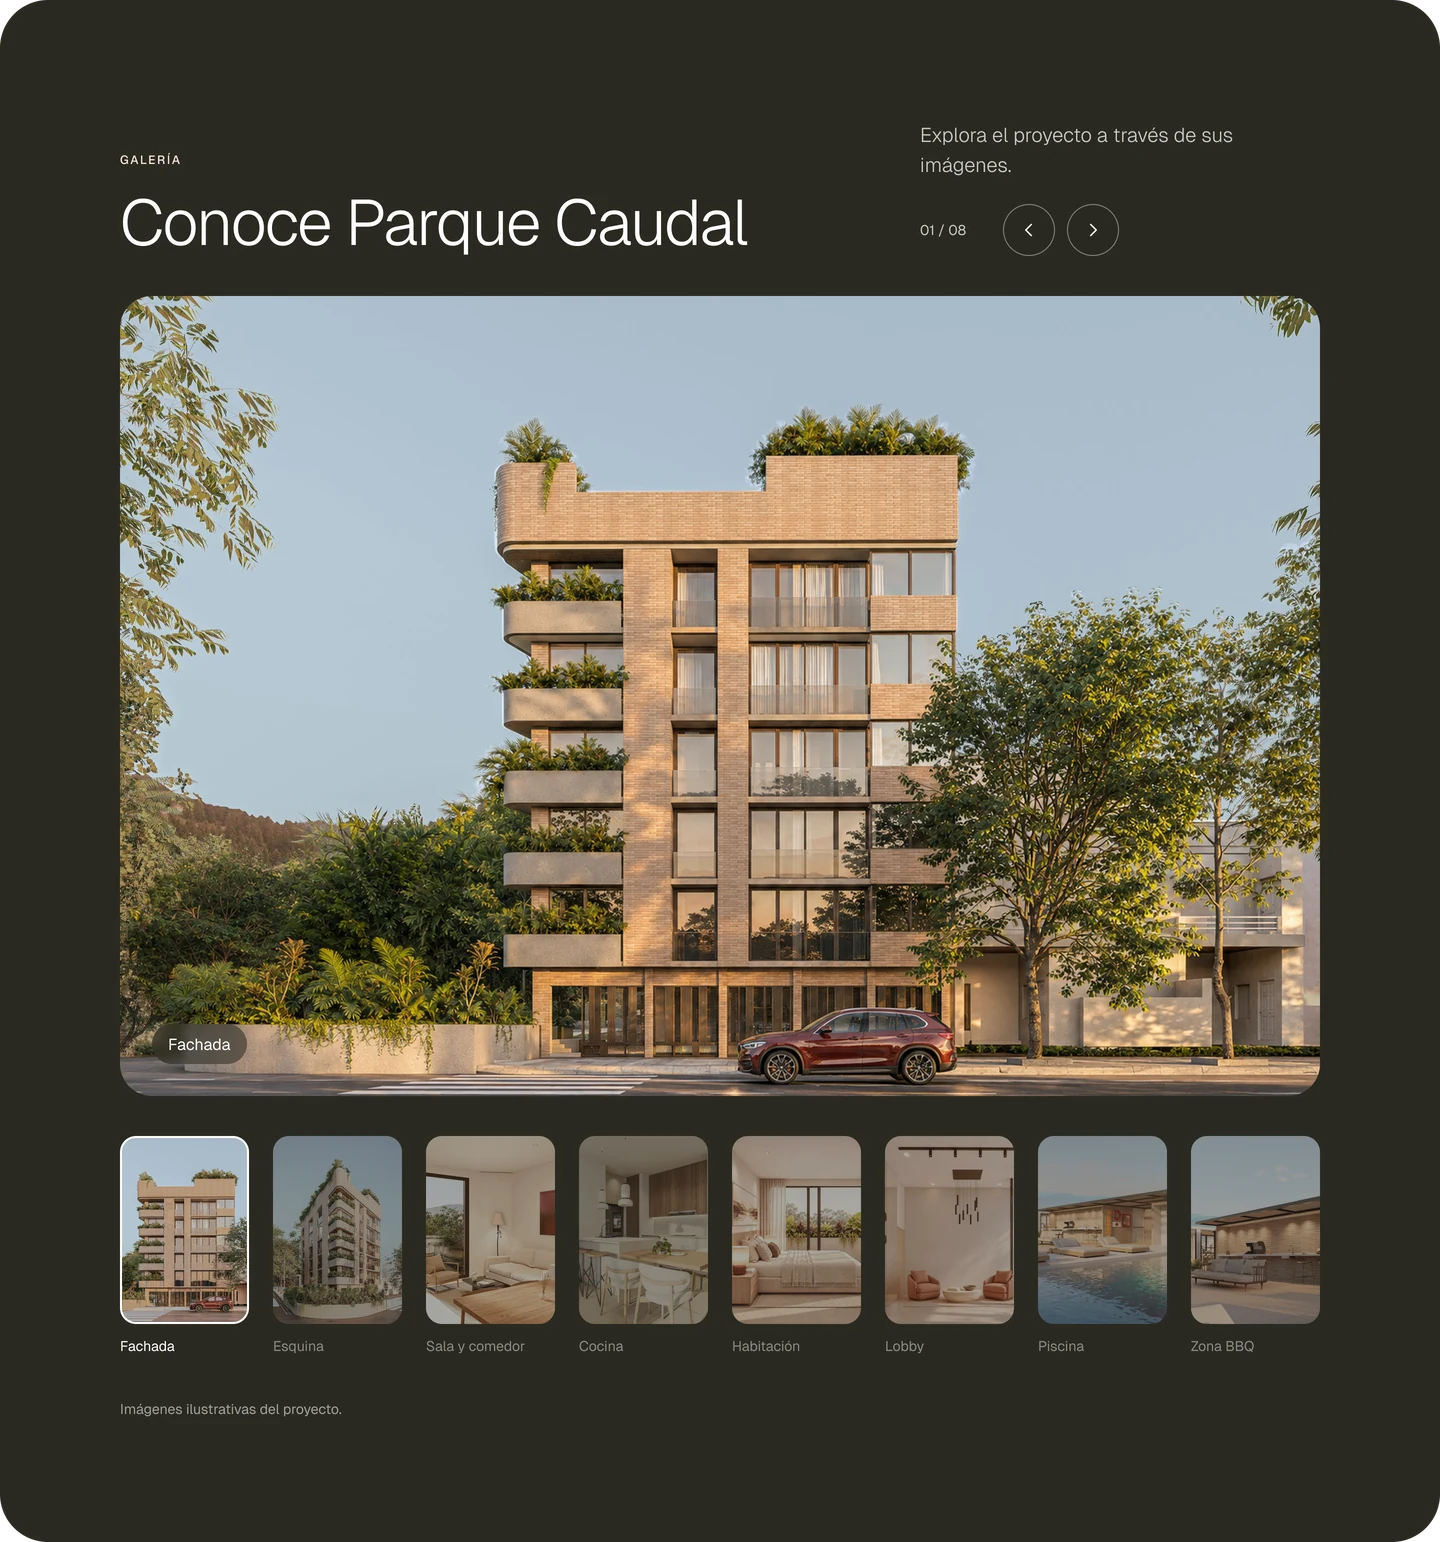 GALERÍA
Conoce Parque Caudal
Explora el proyecto a través de sus
imágenes.
01 / 08
Fachada
Fachada
Esquina
Sala y comedor
Cocina
Habitación
Lobby
Piscina
Zona BBQ
Imágenes ilustrativas del proyecto.